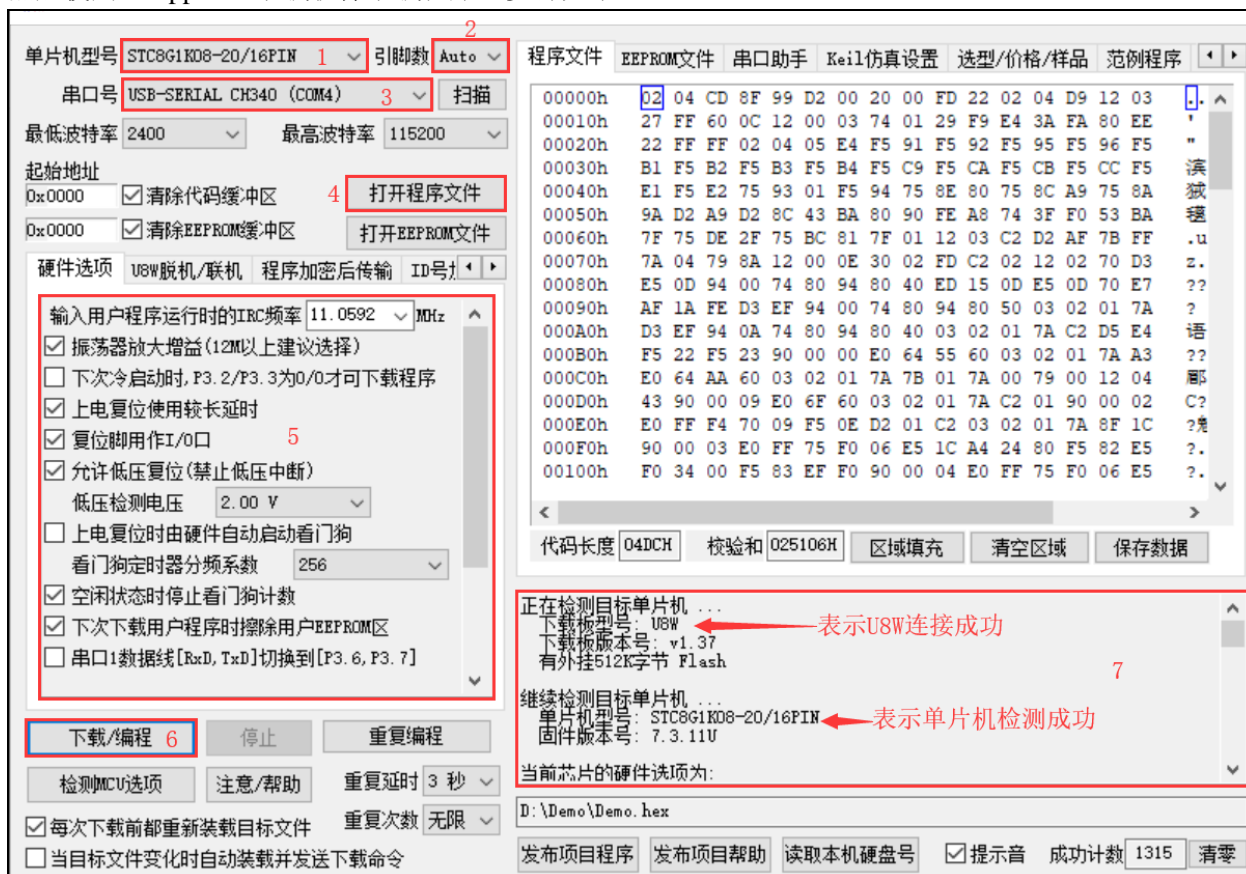 2
单片机型号 STC8G1K08-20/16PIN 1 引脚数 Auto
串口号 USB-SERIAL CH340 (COM4) 3 扫描
最低波特率 2400 最高波特率 115200
起始地址
0x0000 清除代码缓冲区 4 打开程序文件
0x0000 清除EEPROM缓冲区 打开EEPROM文件
硬件选项 U8W脱机/联机 程序加密后传输 ID号
输入用户程序运行时的IRC频率 11.0592 MHz
振荡器放大增益(12M以上建议选择)
下次冷启动时,P3.2/P3.3为0/0才可下载程序
上电复位使用较长延时
复位脚用作I/O口 5
允许低压复位(禁止低压中断)
低压检测电压 2.00 V
上电复位时由硬件自动启动看门狗
看门狗定时器分频系数 256
空闲状态时停止看门狗计数
下次下载用户程序时擦除用户EEPROM区
串口1数据线[RxD,TxD]切换到[P3.6,P3.7]
下载/编程 6 停止 重复编程
检测MCU选项 注意/帮助 重复延时 3 秒
每次下载前都重新装载目标文件 重复次数 无限
当目标文件变化时自动装载并发送下载命令
程序文件 EEPROM文件 串口助手 Keil仿真设置 选型/价格/样品 范例程序
00000h 02 04 CD 8F 99 D2 00 20 00 FD 22 02 04 D9 12 03 ..
00010h 27 FF 60 0C 12 00 03 74 01 29 F9 E4 3A FA 80 EE '
00020h 22 FF FF 02 04 05 E4 F5 91 F5 92 F5 95 F5 96 F5 "
00030h B1 F5 B2 F5 B3 F5 B4 F5 C9 F5 CA F5 CB F5 CC F5 滨
00040h E1 F5 E2 75 93 01 F5 94 75 8E 80 75 8C A9 75 8A
00050h 9A D2 A9 D2 8C 43 BA 80 90 FE A8 74 3F F0 53 BA
00060h 7F 75 DE 2F 75 BC 81 7F 01 12 03 C2 D2 AF 7B FF .u
00070h 7A 04 79 8A 12 00 0E 30 02 FD C2 02 12 02 70 D3 z.
00080h E5 0D 94 00 74 80 94 80 40 ED 15 0D E5 0D 70 E7 ??
00090h AF 1A FE D3 EF 94 00 74 80 94 80 50 03 02 01 7A ?
000A0h D3 EF 94 0A 74 80 94 80 40 03 02 01 7A C2 D5 E4 语
000B0h F5 22 F5 23 90 00 00 E0 64 55 60 03 02 01 7A A3 ??
000C0h E0 64 AA 60 03 02 01 7A 7B 01 7A 00 79 00 12 04
000D0h 43 90 00 09 E0 6F 60 03 02 01 7A C2 01 90 00 02 C?
000E0h E0 FF F4 70 09 F5 0E D2 01 C2 03 02 01 7A 8F 1C
000F0h 90 00 03 E0 FF 75 F0 06 E5 1C A4 24 80 F5 82 E5 ?.
00100h F0 34 00 F5 83 EF F0 90 00 04 E0 FF 75 F0 06 E5 ?.
代码长度 04DCH 校验和 025106H 区域填充 清空区域 保存数据
正在检测目标单片机 ...
下载板型号: U8W 表示U8W连接成功
下载板版本号: v1.37
有外挂512K字节 Flash 7
继续检测目标单片机 ...
单片机型号: STC8G1K08-20/16PIN 表示单片机检测成功
固件版本号: 7.3.11U
当前芯片的硬件选项为:
D:\Demo\Demo.hex
发布项目程序 发布项目帮助 读取本机硬盘号 提示音 成功计数 1315 清零